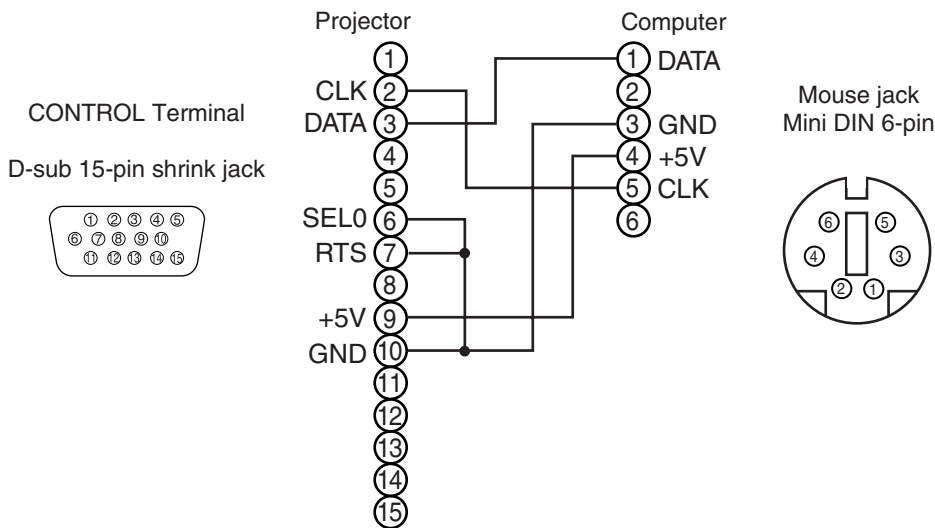 Projector
Computer
CONTROL Terminal
D-sub 15-pin shrink jack
1 2 3 4 5
6 7 8 9 10
11 12 13 14 15
1
CLK 2
DATA 3
4
5
SEL0 6
RTS 7
8
+5V 9
GND 10
11
12
13
14
15
1 DATA
2
3 GND
4 +5V
5 CLK
6
Mouse jack
Mini DIN 6-pin
6 5
4 3
2 1